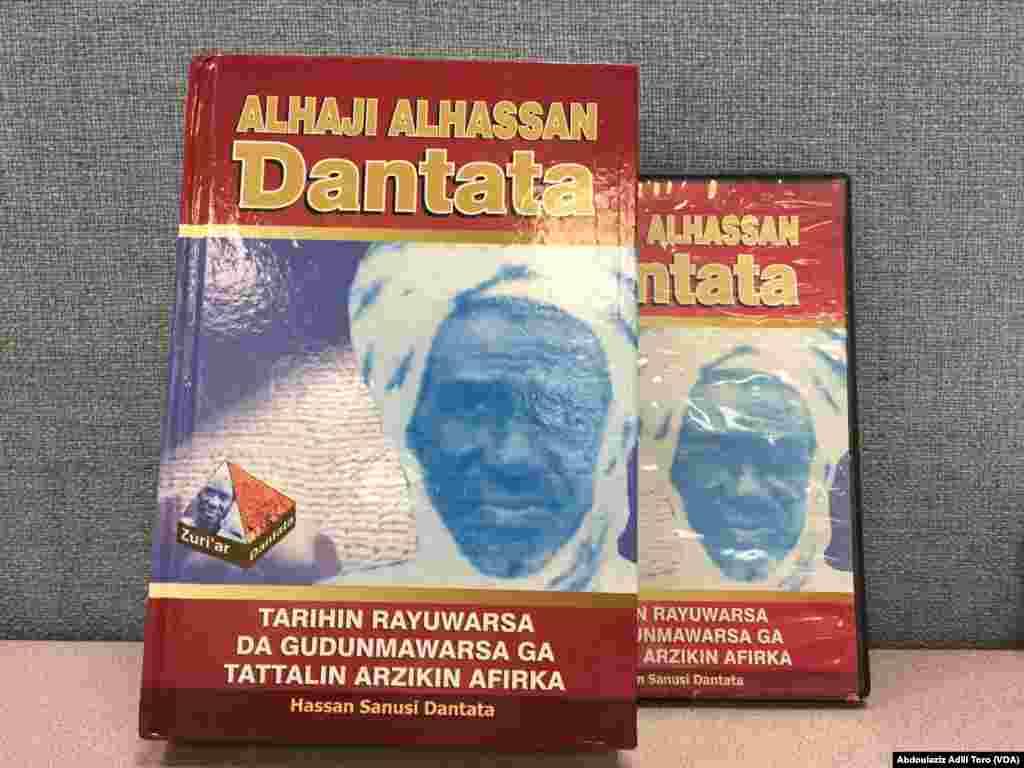 ALHAJI ALHASSAN
Dantata
Zuri'ar
Dantata
TARIHIN RAYUWARSA
DA GUDUNMAWARSA GA
TATTALIN ARZIKIN AFIRKA
Hassan Sanusi Dantata
ALHASSAN
ntata
N RAYUWARSA
UNMAWARSA GA
ARZIKIN AFIRKA
n Sanusi Dantata
Abdoulaziz Adili Toro (VOA)